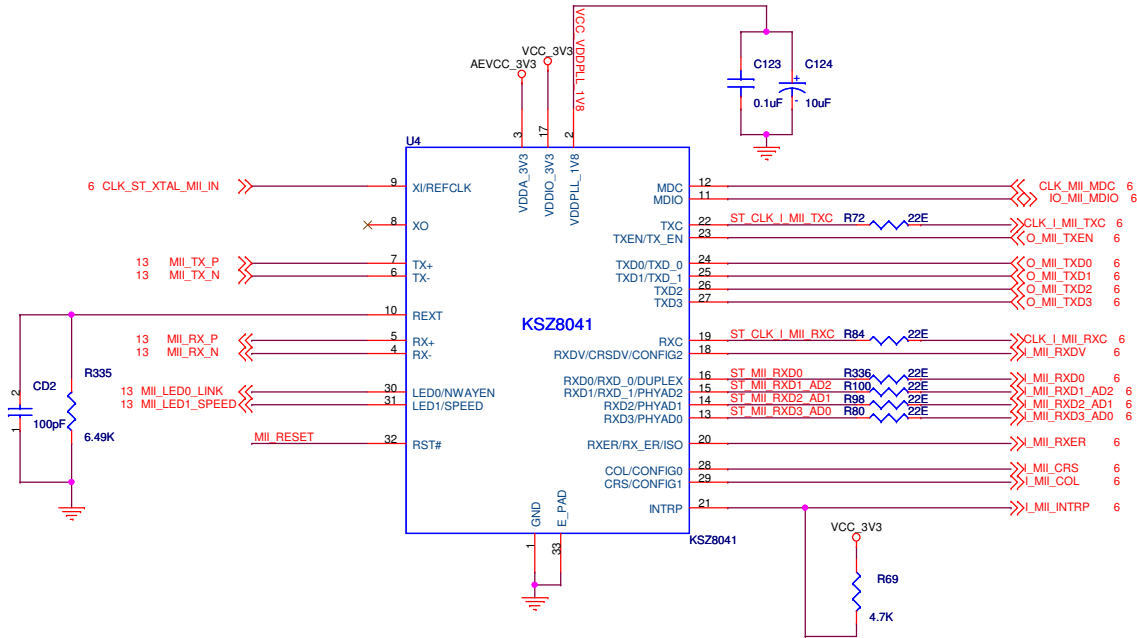 VCC_VDDPLL_1V8
VCC_3V3
AEVCC_3V3
C123
C124
0.1uF
+
10uF
-
3
17
2
U4
VDDA_3V3
VDDIO_3V3
VDDPLL_1V8
6 CLK_ST_XTAL_MII_IN
9
XI/REFCLK
8
XO
13 MII_TX_P
7
TX+
13 MII_TX_N
6
TX-
10
REXT
13 MII_RX_P
5
RX+
13 MII_RX_N
4
RX-
13 MII_LED0_LINK
30
LED0/NWAYEN
13 MII_LED1_SPEED
31
LED1/SPEED
MII_RESET
32
RST#
2
CD2
1
100pF
R335
6.49K
KSZ8041
MDC
12
CLK_MII_MDC 6
MDIO
11
IO_MII_MDIO 6
TXC
22
ST_CLK_I_MII_TXC
R72
22E
CLK_I_MII_TXC 6
TXEN/TX_EN
23
O_MII_TXEN 6
TXD0/TXD_0
24
O_MII_TXD0 6
TXD1/TXD_1
25
O_MII_TXD1 6
TXD2
26
O_MII_TXD2 6
TXD3
27
O_MII_TXD3 6
RXC
19
ST_CLK_I_MII_RXC
R84
22E
CLK_I_MII_RXC 6
RXDV/CRSDV/CONFIG2
18
I_MII_RXDV 6
RXD0/RXD_0/DUPLEX
16
ST_MII_RXD0
R336
22E
I_MII_RXD0 6
RXD1/RXD_1/PHYAD2
15
ST_MII_RXD1_AD2
R100
22E
I_MII_RXD1_AD2 6
RXD2/PHYAD1
14
ST_MII_RXD2_AD1
R98
22E
I_MII_RXD2_AD1 6
RXD3/PHYAD0
13
ST_MII_RXD3_AD0
R80
22E
I_MII_RXD3_AD0 6
RXER/RX_ER/ISO
20
I_MII_RXER 6
COL/CONFIG0
28
I_MII_CRS 6
CRS/CONFIG1
29
I_MII_COL 6
INTRP
21
I_MII_INTRP 6
GND
E_PAD
1
33
KSZ8041
VCC_3V3
R69
4.7K